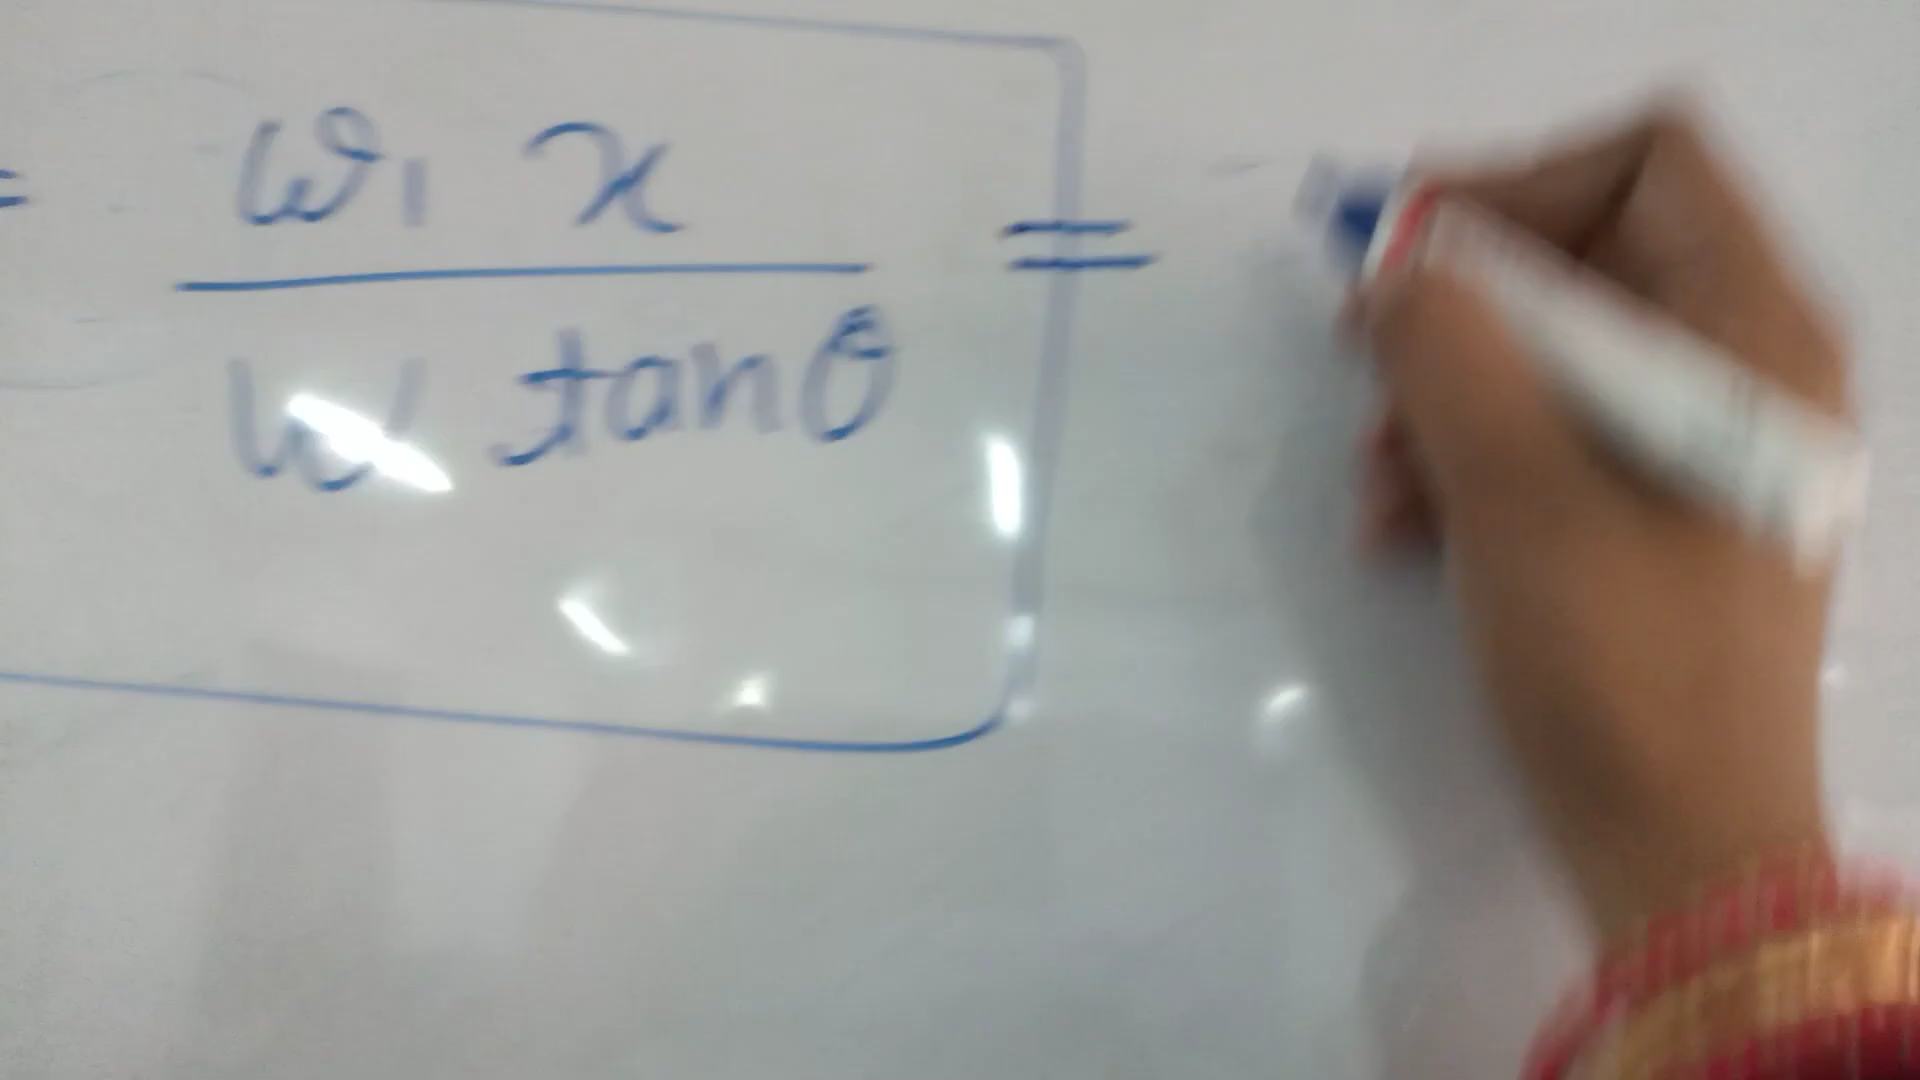 = w₁ x =
W tanθ